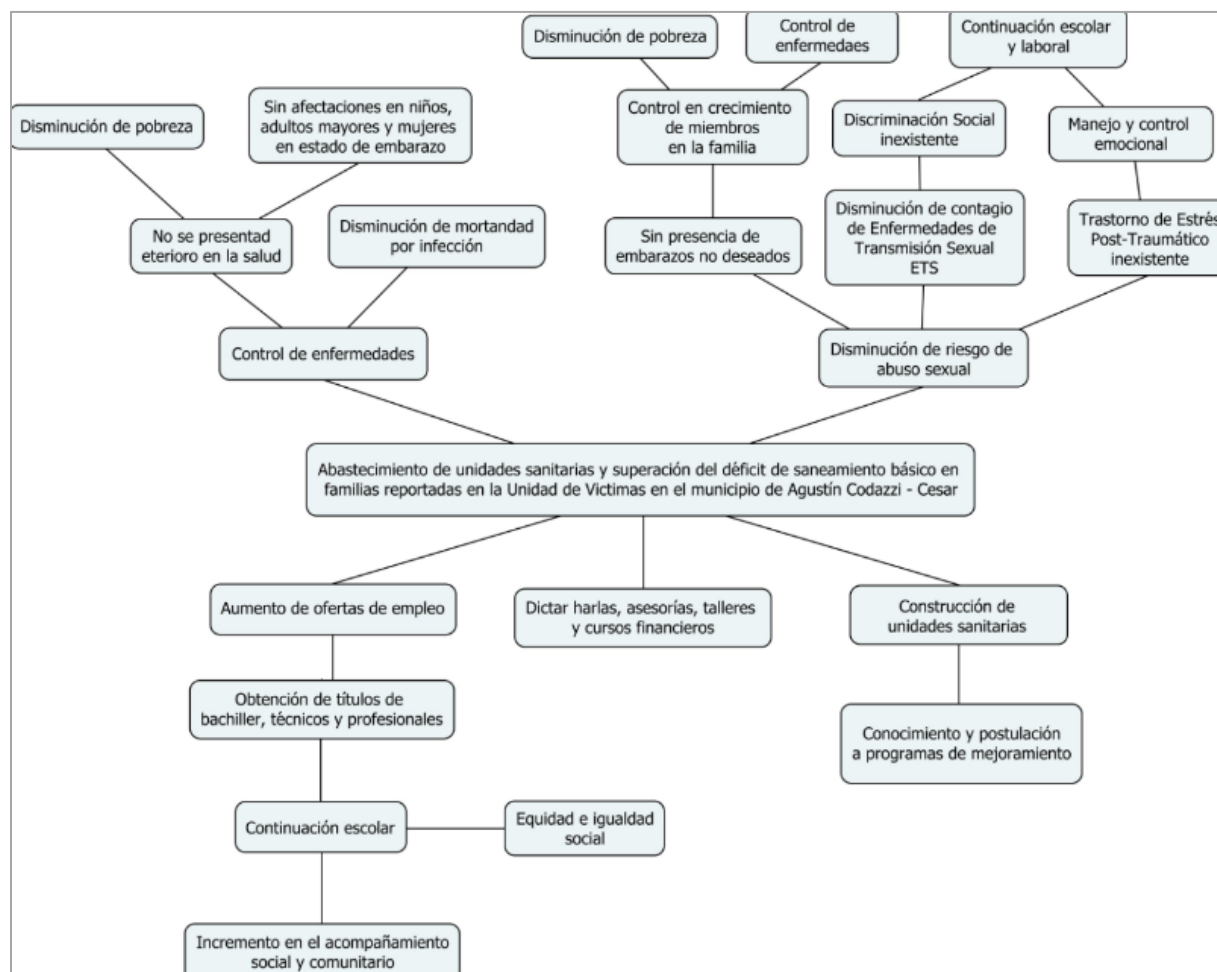 Disminución de pobreza
Control de
enfermedaes
Continuación escolar
y laboral
Disminución de pobreza
Sin afectaciones en niños,
adultos mayores y mujeres
en estado de embarazo
Control en crecimiento
de miembros
en la familia
Discriminación Social
inexistente
Manejo y control
emocional
No se presentad
eterioro en la salud
Disminución de mortandad
por infección
Sin presencia de
embarazos no deseados
Disminución de contagio
de Enfermedades de
Transmisión Sexual
ETS
Trastorno de Estrés
Post-Traumático
inexistente
Control de enfermedades
Disminución de riesgo de
abuso sexual
Abastecimiento de unidades sanitarias y superación del déficit de saneamiento básico en
familias reportadas en la Unidad de Victimas en el municipio de Agustín Codazzi - Cesar
Aumento de ofertas de empleo
Dictar harlas, asesorías, talleres
y cursos financieros
Construcción de
unidades sanitarias
Obtención de títulos de
bachiller, técnicos y profesionales
Conocimiento y postulación
a programas de mejoramiento
Continuación escolar
Equidad e igualdad
social
Incremento en el acompañamiento
social y comunitario